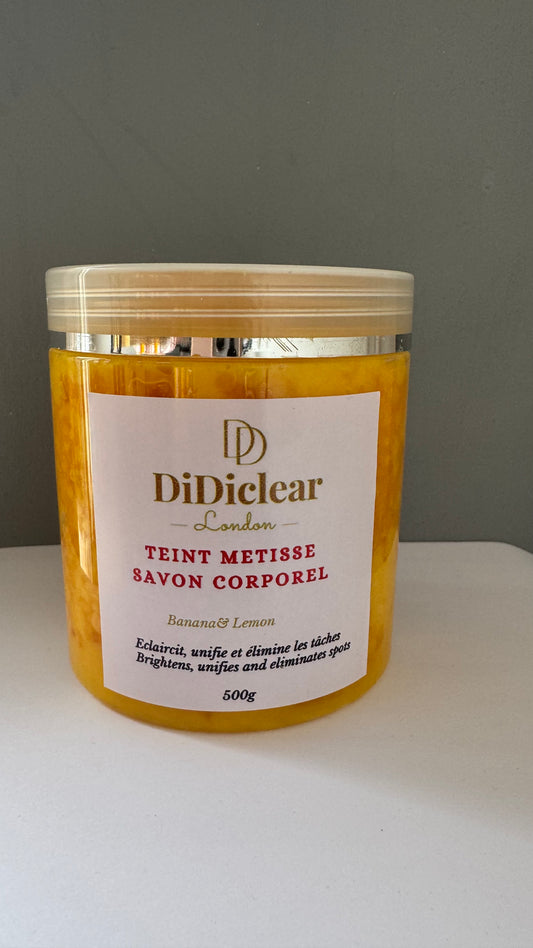 DD
DiDiclear
London
TEINT METISSE
SAVON CORPOREL
Banana& Lemon
Eclaircit, unifie et élimine les tâches
Brightens, unifies and eliminates spots
500g